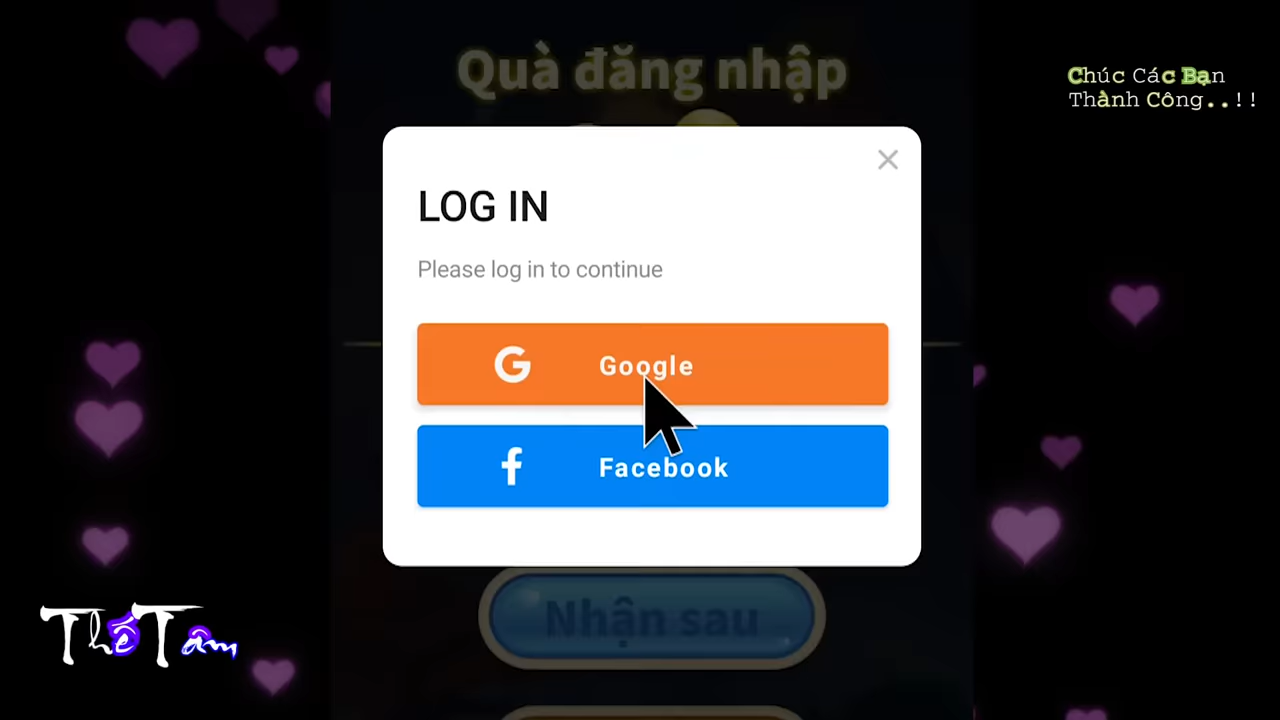 Quà đăng nhập
Chúc Các Bạn
Thành Công..!!
LOG IN
Please log in to continue
Google
Facebook
Nhận sau
Thế Tâm